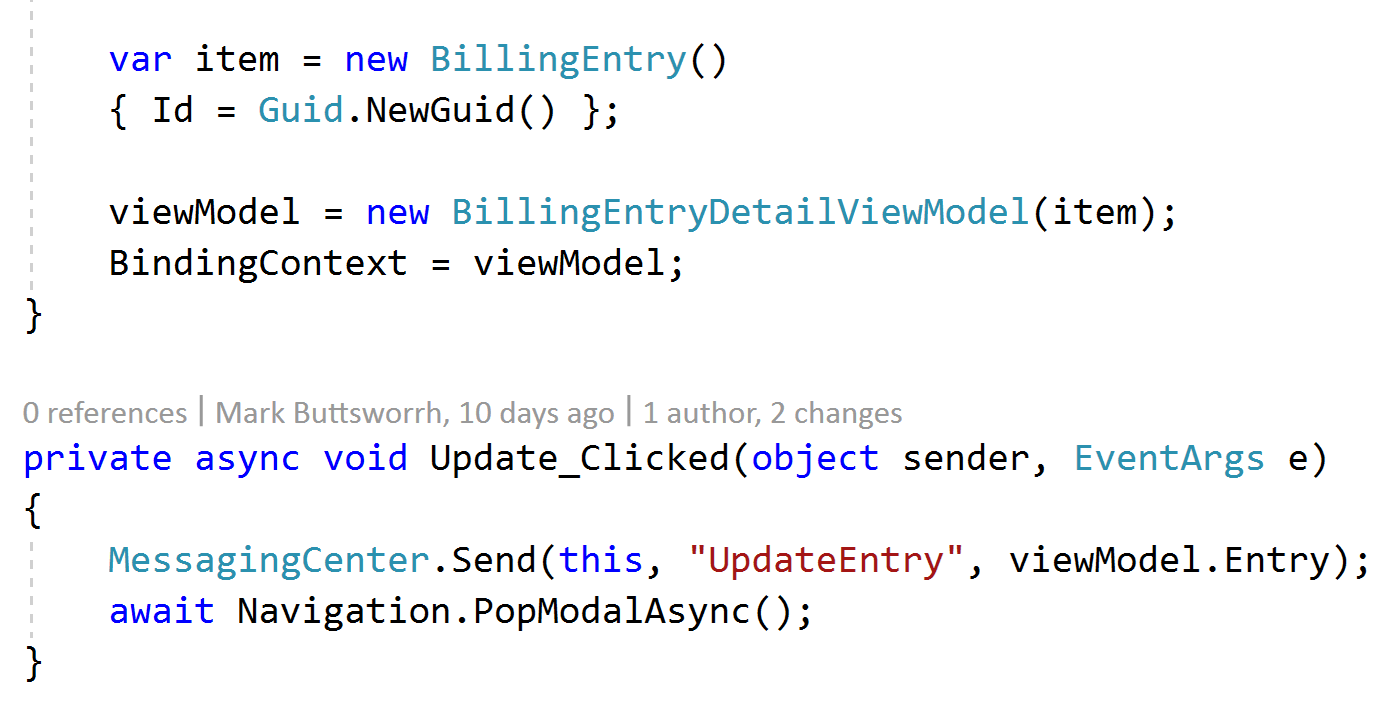 var item = new BillingEntry()
{ Id = Guid.NewGuid() };
viewModel = new BillingEntryDetailViewModel(item);
BindingContext = viewModel;
}
0 references | Mark Buttsworrh, 10 days ago | 1 author, 2 changes
private async void Update_Clicked(object sender, EventArgs e)
{
MessagingCenter.Send(this, "UpdateEntry", viewModel.Entry);
await Navigation.PopModalAsync();
}